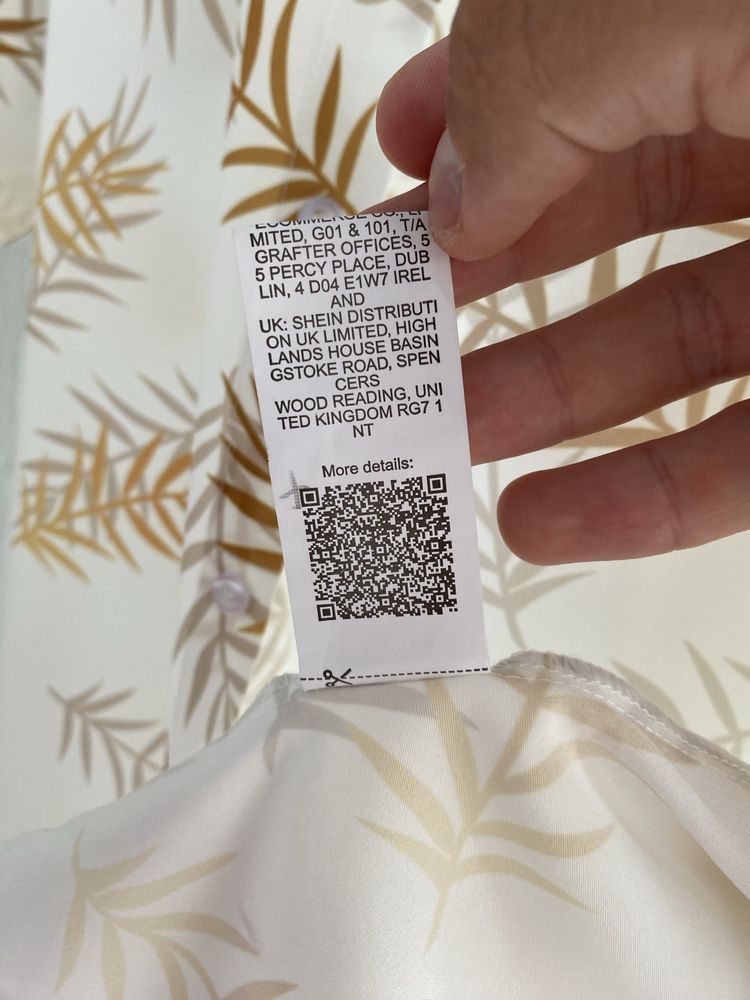 ECOMMERCE CO., LI
MITED, G01 & 101, T/A
GRAFTER OFFICES, 5
5 PERCY PLACE, DUB
LIN, 4 D04 E1W7 IREL
AND
UK: SHEIN DISTRIBUTI
ON UK LIMITED, HIGH
LANDS HOUSE BASIN
GSTOKE ROAD, SPEN
CERS
WOOD READING, UNI
TED KINGDOM RG7 1
NT
More details: